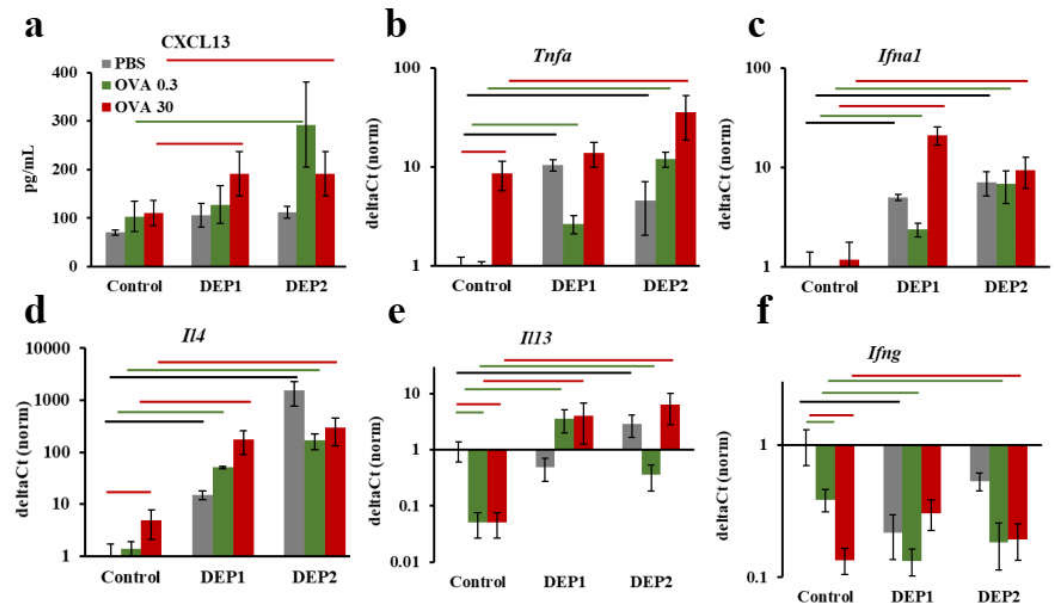 a
CXCL13
PBS
OVA 0.3
OVA 30
pg/mL
400
300
200
100
0
Control DEP1 DEP2
b
Tnfa
deltaCt (norm)
100
10
1
Control DEP1 DEP2
c
Ifna1
deltaCt (norm)
100
10
1
Control DEP1 DEP2
d
Il4
deltaCt (norm)
10000
1000
100
10
1
Control DEP1 DEP2
e
Il13
deltaCt (norm)
100
10
1
0.1
0.01
Control DEP1 DEP2
f
Ifng
deltaCt (norm)
1
0.1
Control DEP1 DEP2